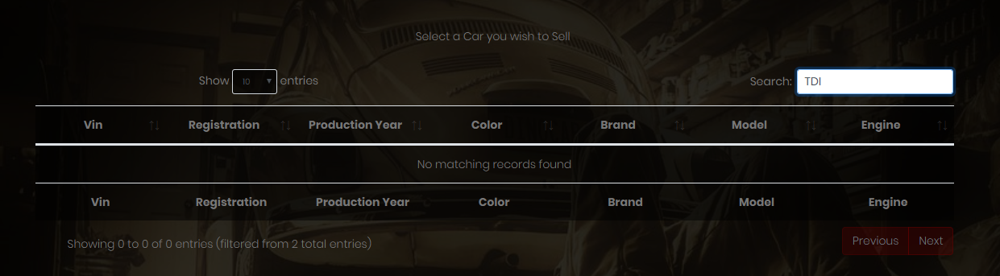 Select a Car you wish to Sell
Show 10 entries Search: TDI
Vin Registration Production Year Color Brand Model Engine
No matching records found
Vin Registration Production Year Color Brand Model Engine
Showing 0 to 0 of 0 entries (filtered from 2 total entries) Previous Next